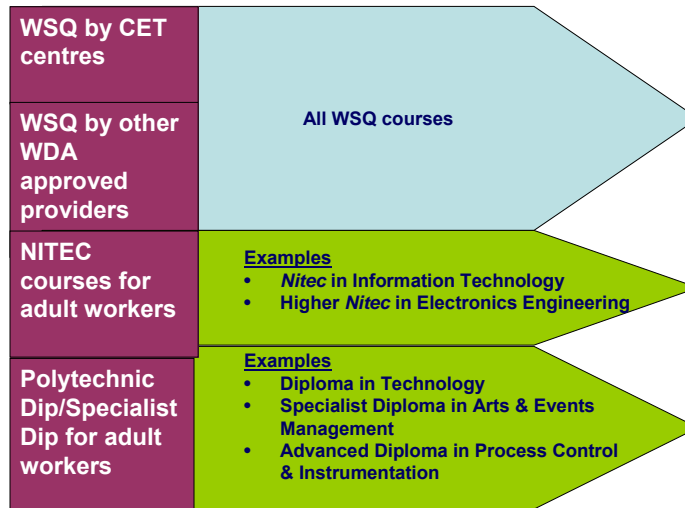 WSQ by CET
centres
All WSQ courses
WSQ by other
WDA
approved
providers
NITEC
courses for
adult workers
Examples
• Nitec in Information Technology
• Higher Nitec in Electronics Engineering
Polytechnic
Dip/Specialist
Dip for adult
workers
Examples
• Diploma in Technology
• Specialist Diploma in Arts & Events
Management
• Advanced Diploma in Process Control
& Instrumentation